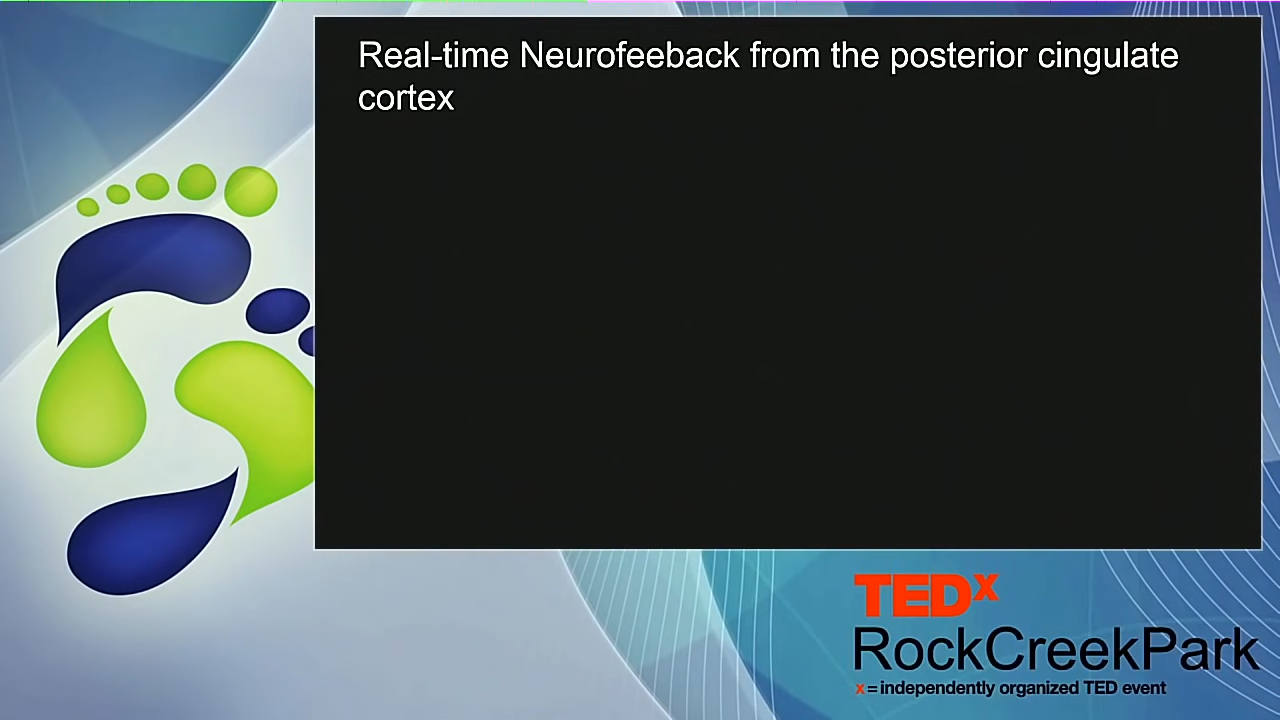 Real-time Neurofeeback from the posterior cingulate
cortex
TEDx
RockCreekPark
x = independently organized TED event